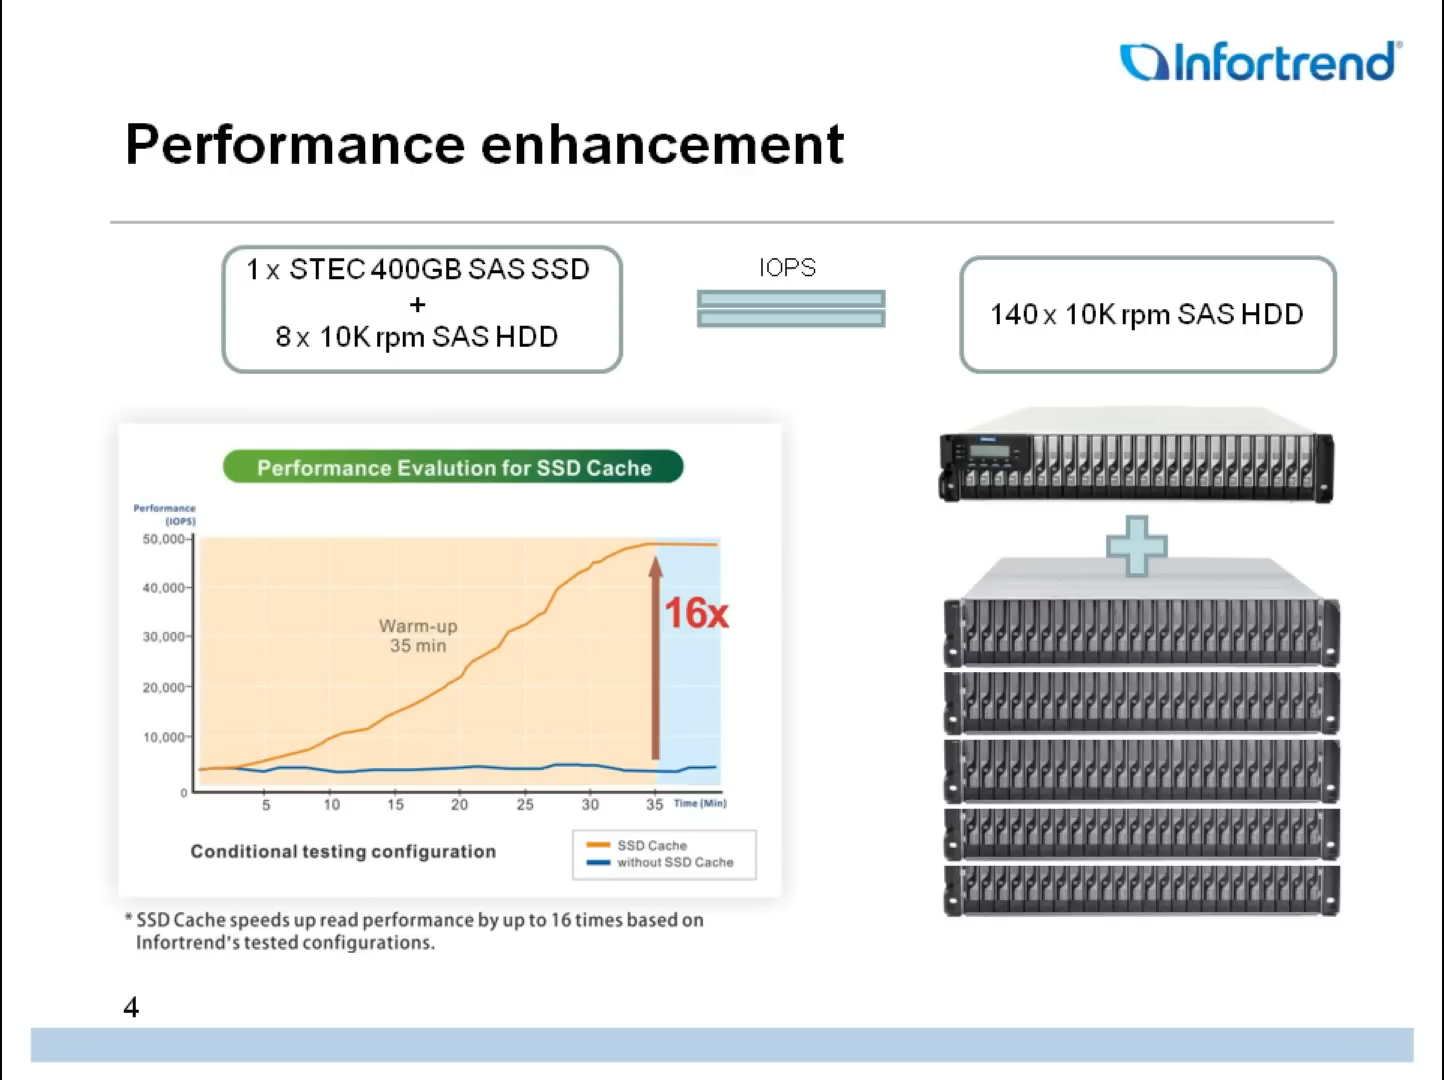 Infortrend®
Performance enhancement
1 x STEC 400GB SAS SSD
+
8 x 10K rpm SAS HDD
IOPS
140 x 10K rpm SAS HDD
Performance Evalution for SSD Cache
Performance
(IOPS)
50,000
40,000
30,000
20,000
10,000
0
Warm-up
35 min
16x
5 10 15 20 25 30 35 Time (Min)
Conditional testing configuration
SSD Cache
without SSD Cache
* SSD Cache speeds up read performance by up to 16 times based on
Infortrend's tested configurations.
4